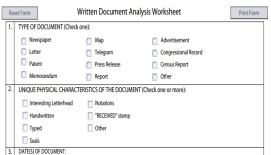 Reset Form Written Document Analysis Worksheet Print Form
1. TYPE OF DOCUMENT (Check one):
Newspaper Map Advertisement
Letter Telegram Congressional Record
Patent Press Release Census Report
Memorandum Report Other
2. UNIQUE PHYSICAL CHARACTERISTICS OF THE DOCUMENT (Check one or more):
Interesting Letterhead Notations
Handwritten "RECEIVED" stamp
Typed Other
Seals
3. DATE(S) OF DOCUMENT: